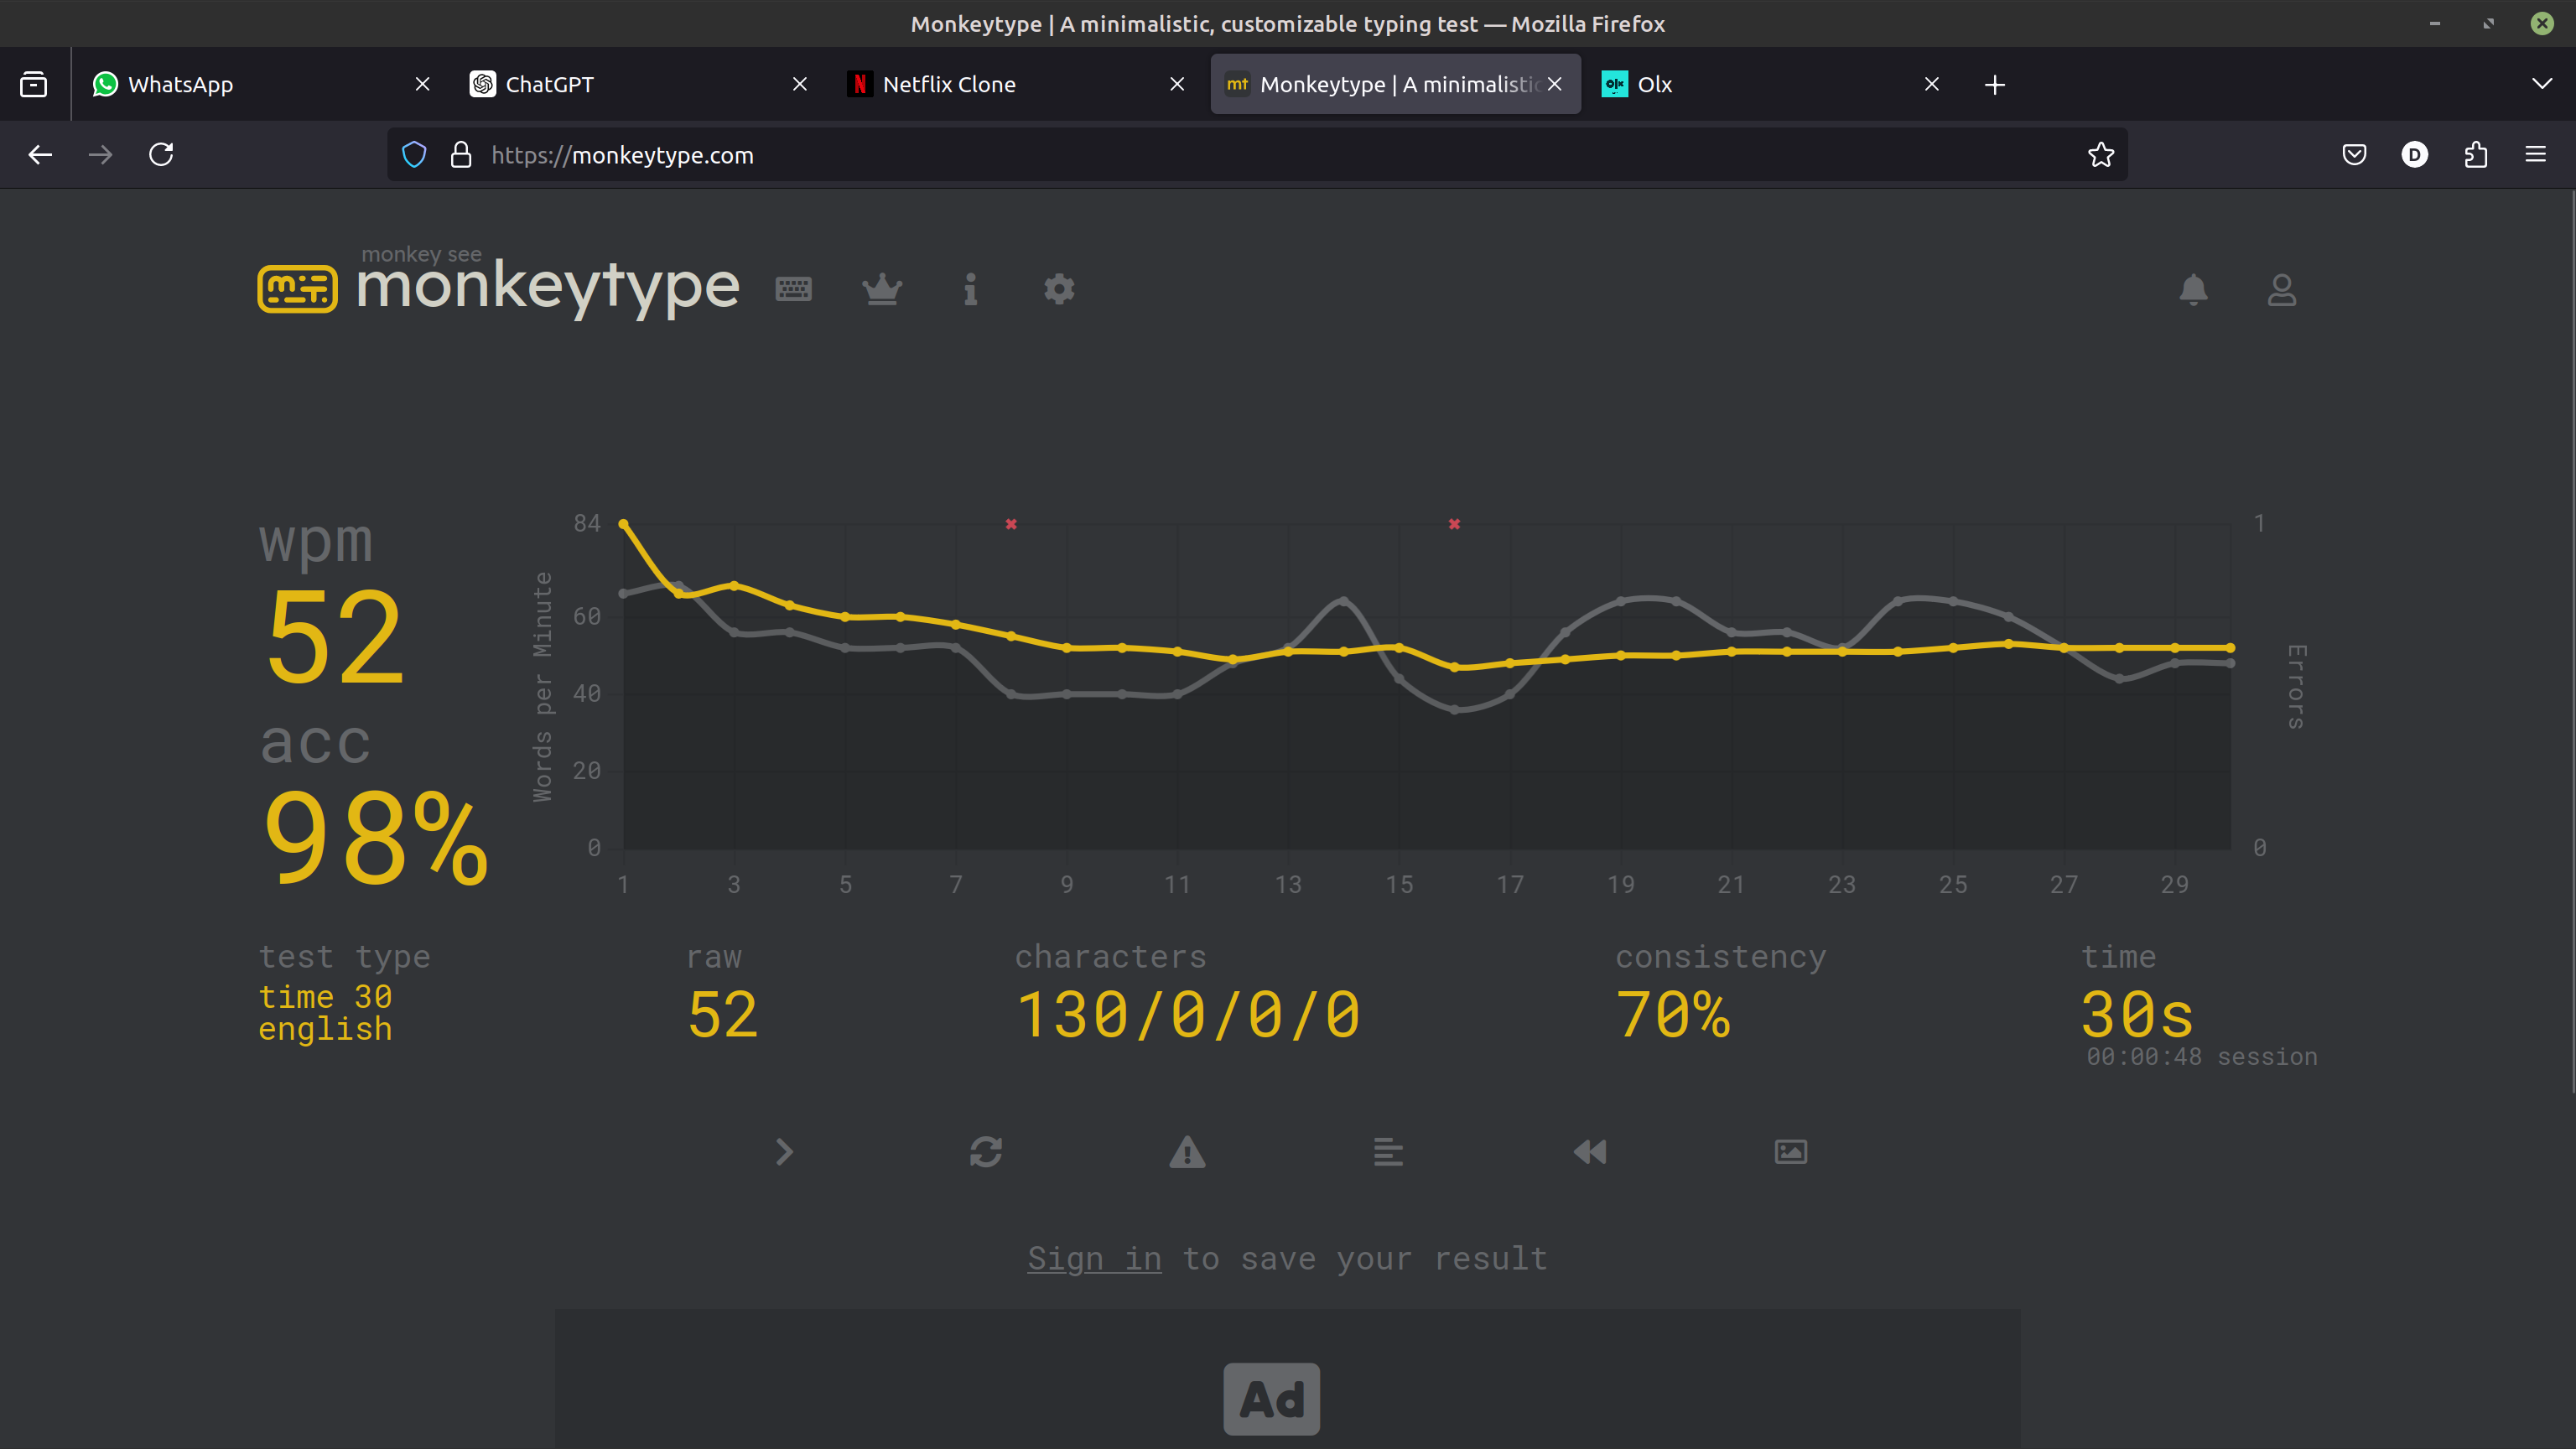 Monkeytype | A minimalistic, customizable typing test — Mozilla Firefox
WhatsApp
ChatGPT
N
Netflix Clone
mt
Monkeytype | A minimalistic
olx
Olx
https://monkeytype.com
D
monkey see
mt
monkeytype
wpm
52
acc
98%
Words per Minute
84
60
40
20
0
1
3
5
7
9
11
13
15
17
19
21
23
25
27
29
1
0
Errors
test type
time 30
english
raw
52
characters
130/0/0/0
consistency
70%
time
30s
00:00:48 session
Sign in to save your result
Ad